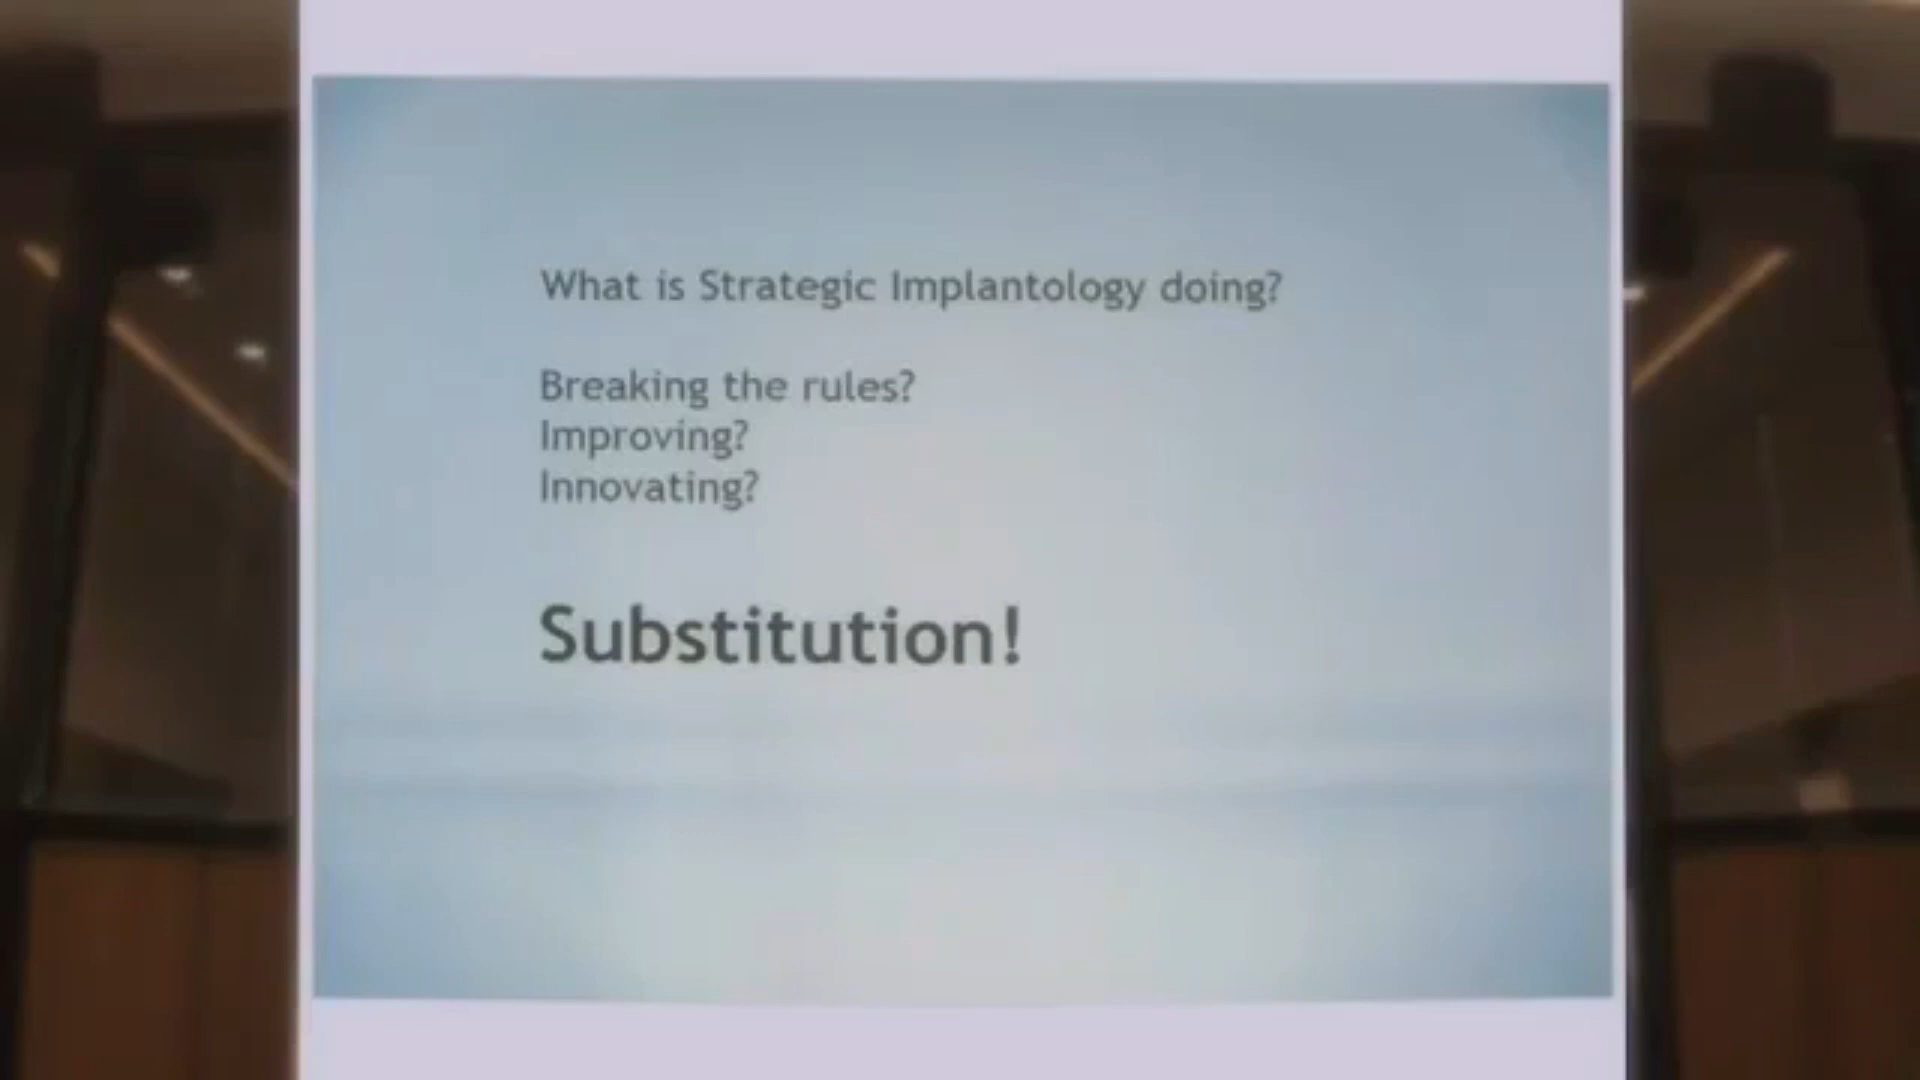 What is Strategic Implantology doing?
Breaking the rules?
Improving?
Innovating?
Substitution!